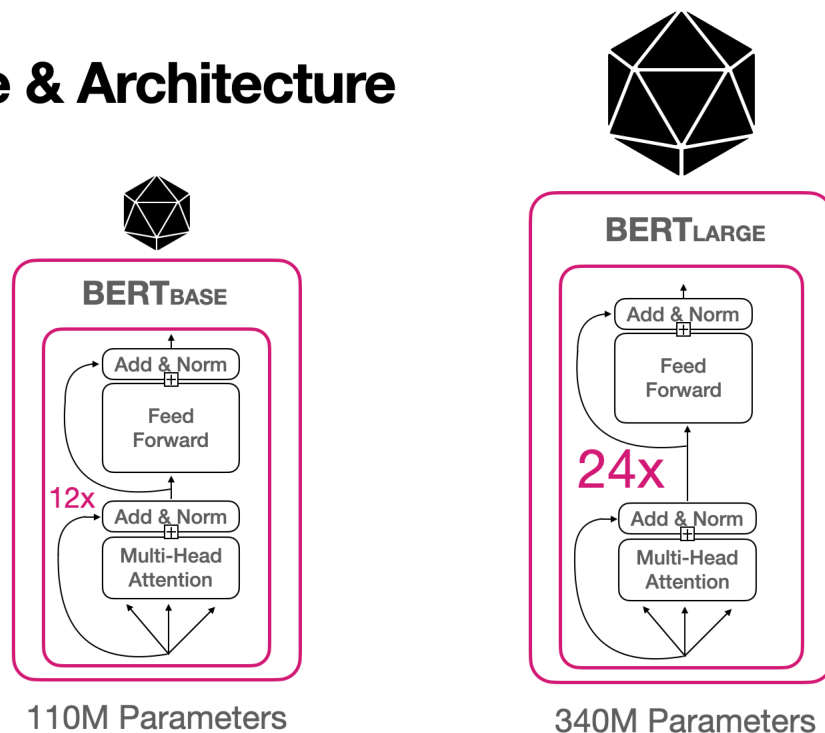 e & Architecture
BERTBASE
Add & Norm
Feed
Forward
12x
Add & Norm
Multi-Head
Attention
110M Parameters
BERTLARGE
Add & Norm
Feed
Forward
24x
Add & Norm
Multi-Head
Attention
340M Parameters